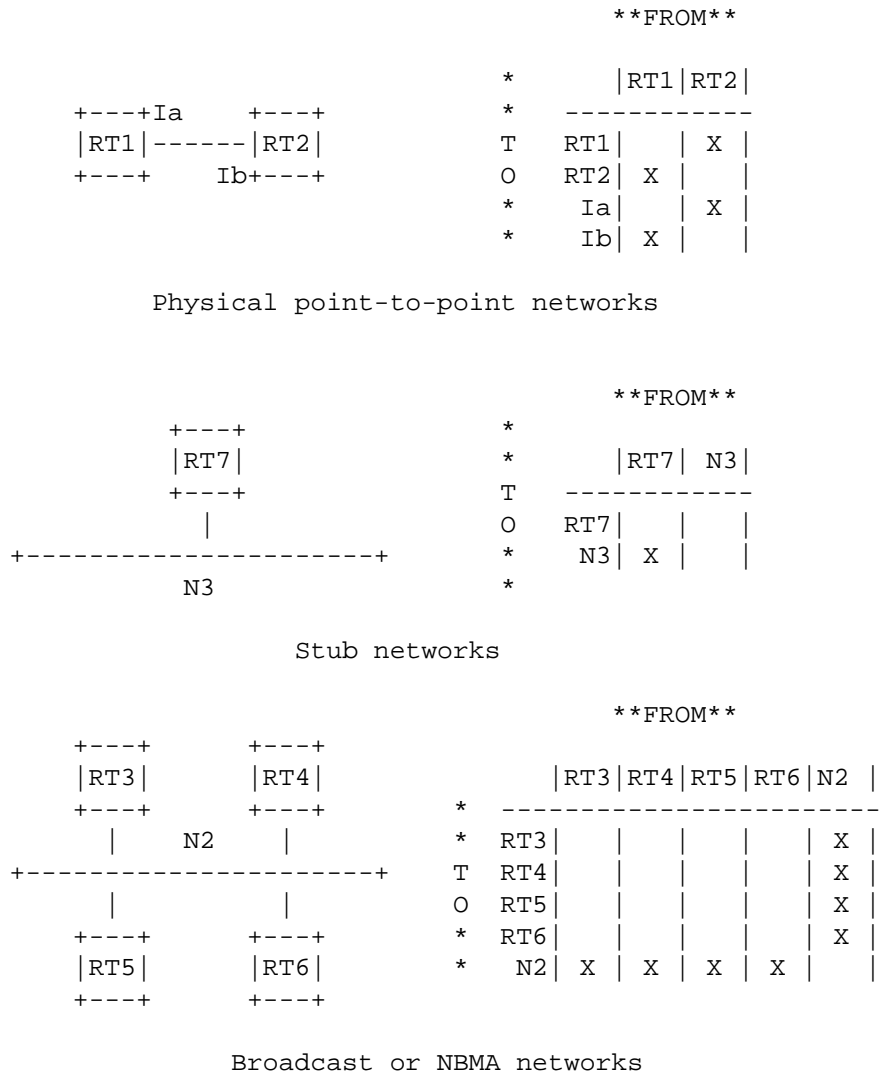 **FROM**

                                           *      |RT1|RT2|
            +---+Ia    +---+               *   ------------
            |RT1|------|RT2|               T   RT1|   | X |
            +---+    Ib+---+               O   RT2| X |   |
                                           *    Ia|   | X |
                                           *    Ib| X |   |

                 Physical point-to-point networks

                                                  **FROM**
                  +---+                    *
                  |RT7|                    *      |RT7| N3|
                  +---+                    T   ------------
                    |                      O   RT7|   |   |
        +----------------------+           *    N3| X |   |
                   N3                      *

                         Stub networks

                                                  **FROM**
            +---+      +---+
            |RT3|      |RT4|              |RT3|RT4|RT5|RT6|N2 |
            +---+      +---+        *  ------------------------
              |    N2    |          *  RT3|   |   |   |   | X |
        +----------------------+    T  RT4|   |   |   |   | X |
              |          |          O  RT5|   |   |   |   | X |
            +---+      +---+        *  RT6|   |   |   |   | X |
            |RT5|      |RT6|        *   N2| X | X | X | X |   |
            +---+      +---+

                     Broadcast or NBMA networks